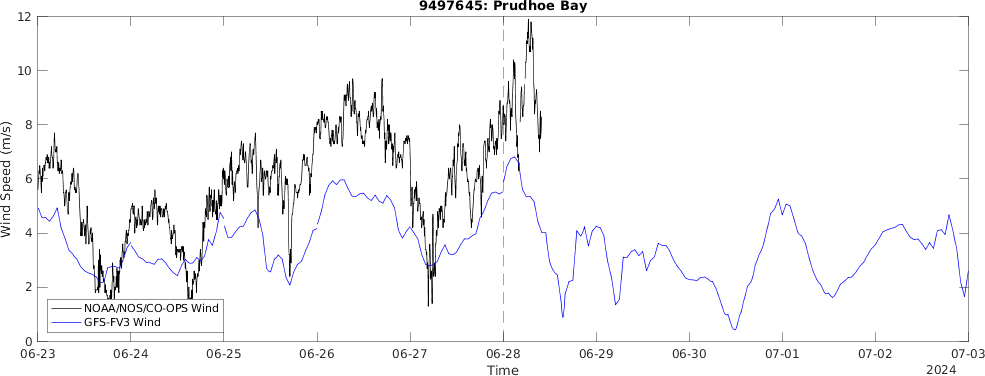 9497645: Prudhoe Bay
12
10
8
6
4
2
0
Wind Speed (m/s)
NOAA/NOS/CO-OPS Wind
GFS-FV3 Wind
06-23 06-24 06-25 06-26 06-27 06-28 06-29 06-30 07-01 07-02 07-03
Time
2024